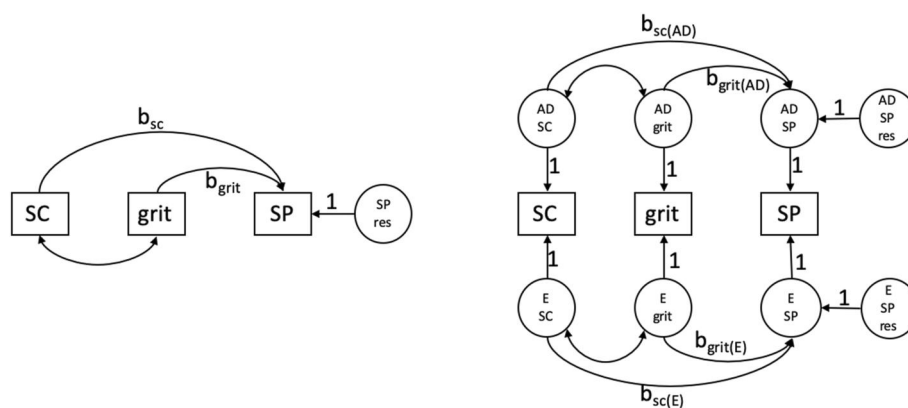 b_sc
b_grit
SC
grit
SP
1
SP
res
b_sc(AD)
b_grit(AD)
AD
SC
AD
grit
AD
SP
1
AD
SP
res
1
1
1
SC
grit
SP
1
1
1
E
SC
E
grit
E
SP
1
E
SP
res
b_grit(E)
b_sc(E)